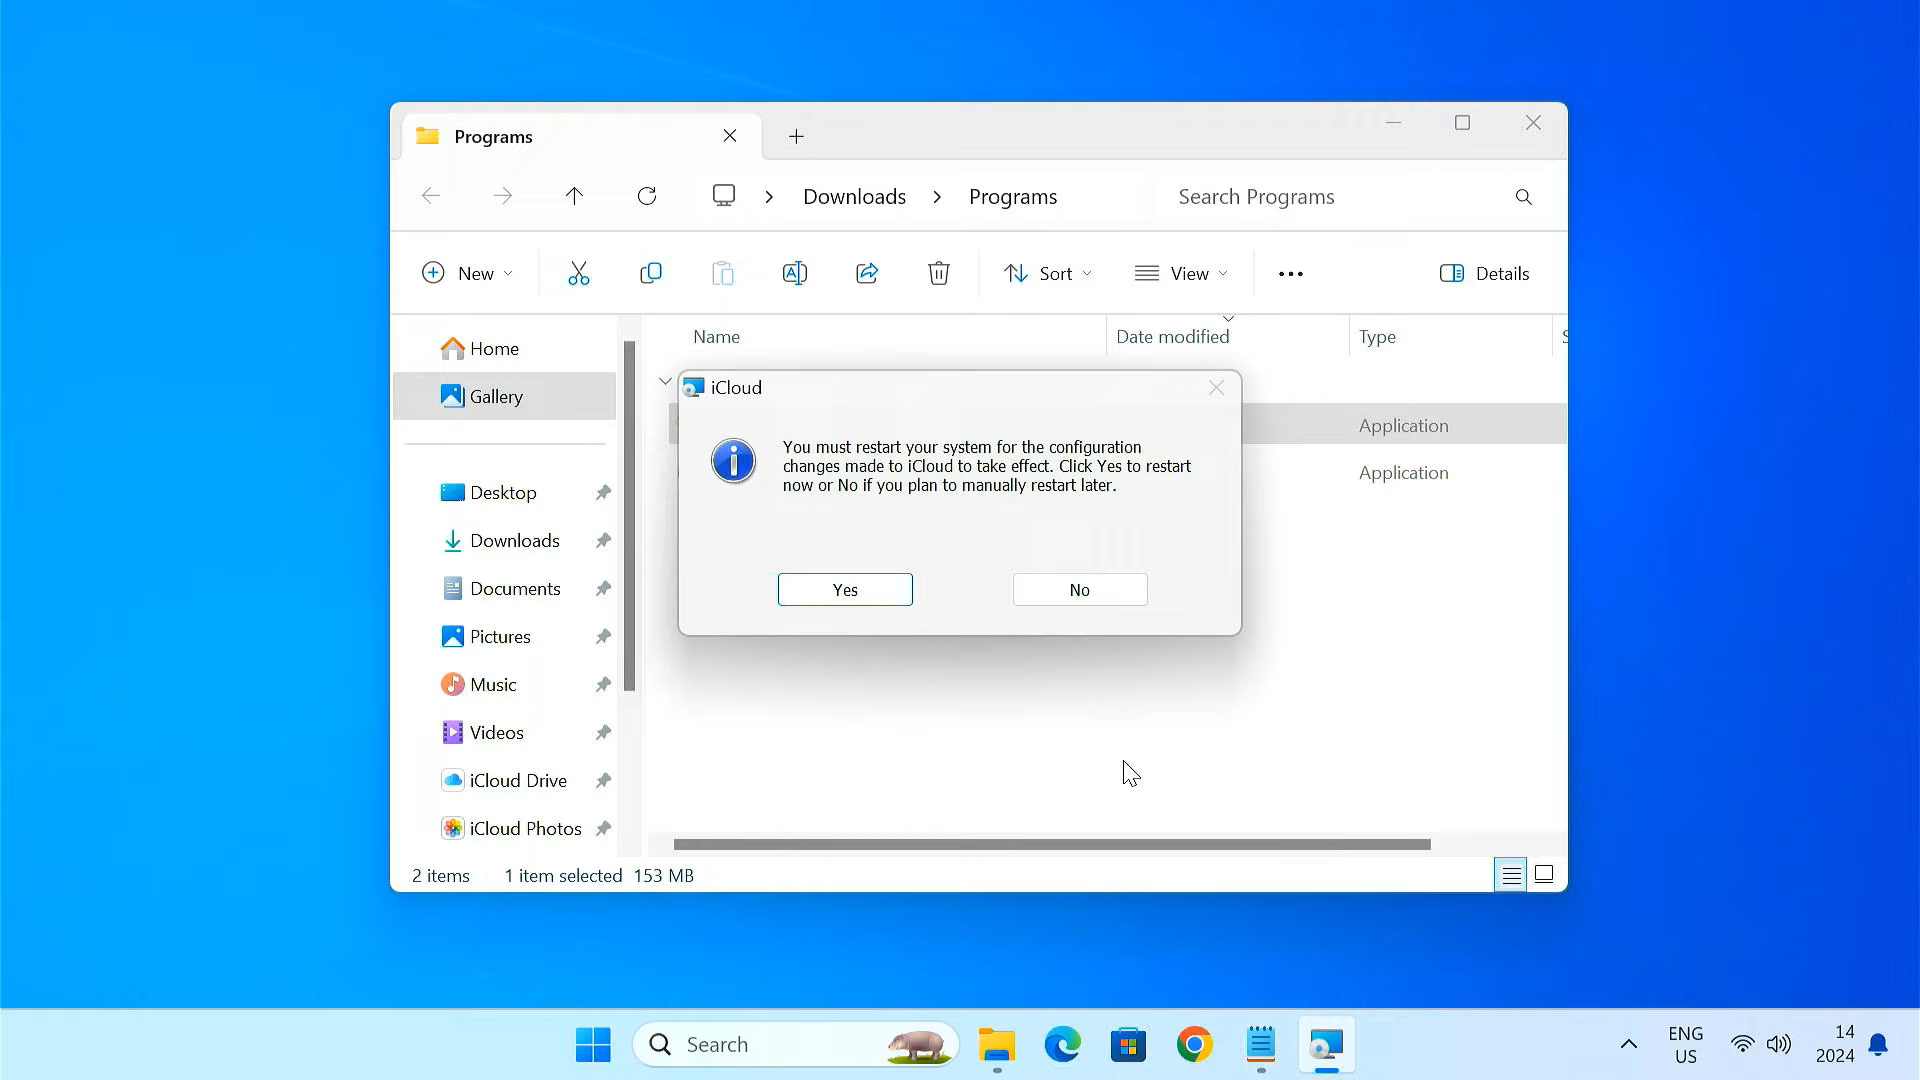 Programs
Downloads
Programs
Search Programs
New
Sort
View
Details
Name
Date modified
Type
Home
Gallery
Desktop
Downloads
Documents
Pictures
Music
Videos
iCloud Drive
iCloud Photos
iCloud
You must restart your system for the configuration
changes made to iCloud to take effect. Click Yes to restart
now or No if you plan to manually restart later.
Yes
No
Application
Application
2 items
1 item selected 153 MB
Search
ENG
US
14
2024